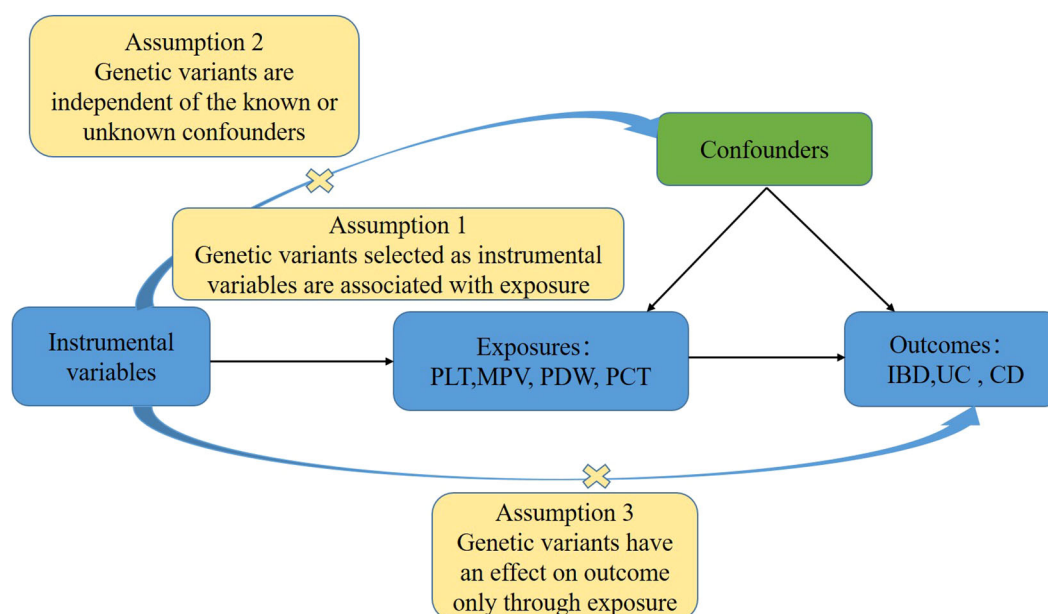 Assumption 2
Genetic variants are
independent of the known or
unknown confounders
Confounders
Assumption 1
Genetic variants selected as instrumental
variables are associated with exposure
Instrumental
variables
Exposures：
PLT,MPV, PDW, PCT
Outcomes：
IBD,UC , CD
Assumption 3
Genetic variants have
an effect on outcome
only through exposure